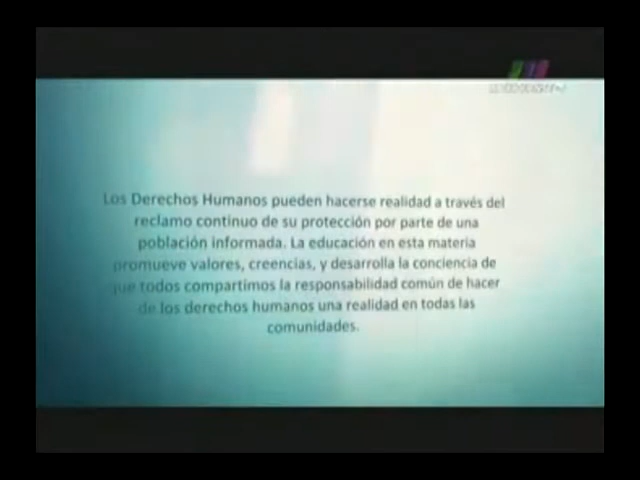 Los Derechos Humanos pueden hacerse realidad a través del
reclamo continuo de su protección por parte de una
población informada. La educación en esta materia
promueve valores, creencias, y desarrolla la conciencia de
que todos compartimos la responsabilidad común de hacer
de los derechos humanos una realidad en todas las
comunidades.